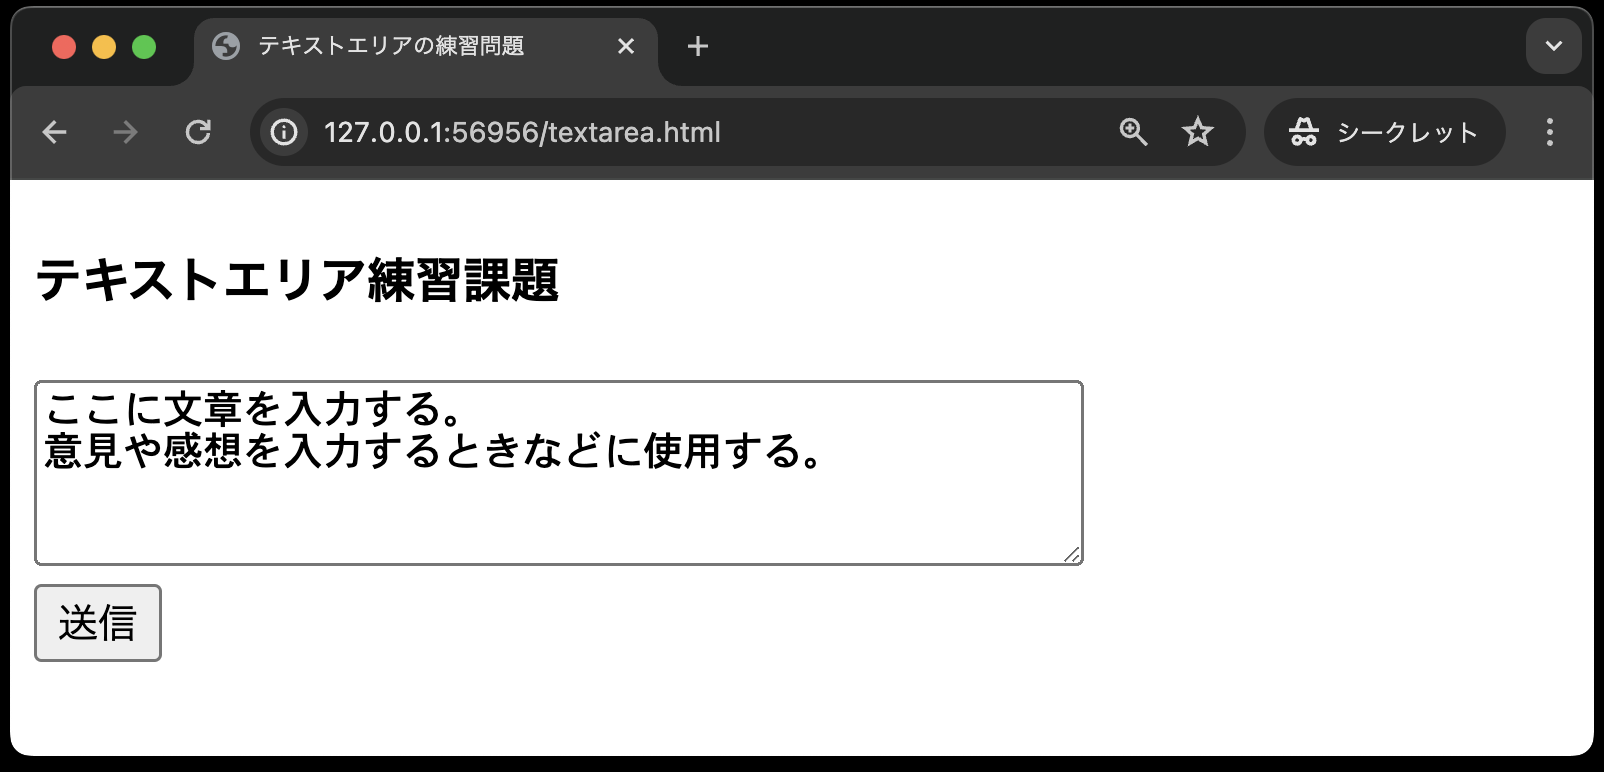 テキストエリアの練習問題
127.0.0.1:56956/textarea.html
シークレット
テキストエリア練習課題
ここに文章を入力する。
意見や感想を入力するときなどに使用する。
送信